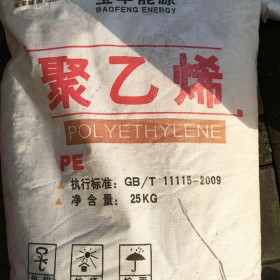 宝丰能源
BAOFENG ENERGY
聚乙烯
POLYETHYLENE
PE
执行标准：GB/T 11115-2009
净含量：25KG